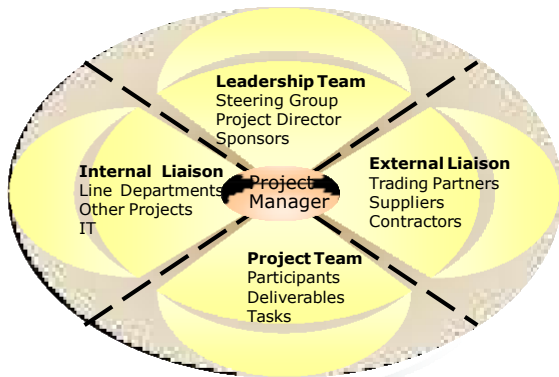 Leadership Team
Steering Group
Project Director
Sponsors
Internal Liaison
Line Departments
Other Projects
IT
Project
Manager
External Liaison
Trading Partners
Suppliers
Contractors
Project Team
Participants
Deliverables
Tasks